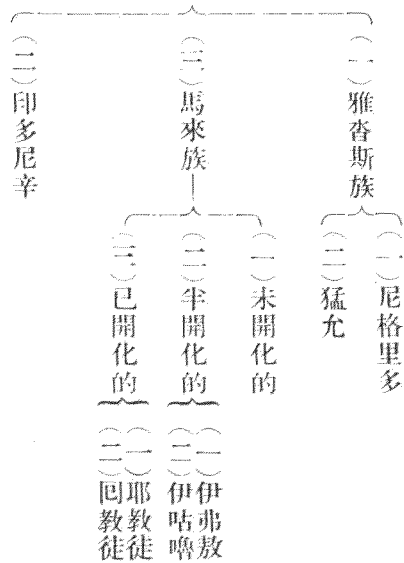 (一)雅沓斯族
(一)尼格里多
(二)猛允
(三)馬來族
(一)未開化的
(二)半開化的
(一)伊弗敖
(二)伊咕嚕
(三)已開化的
(一)耶教徒
(二)回教徒
(二)印多尼辛